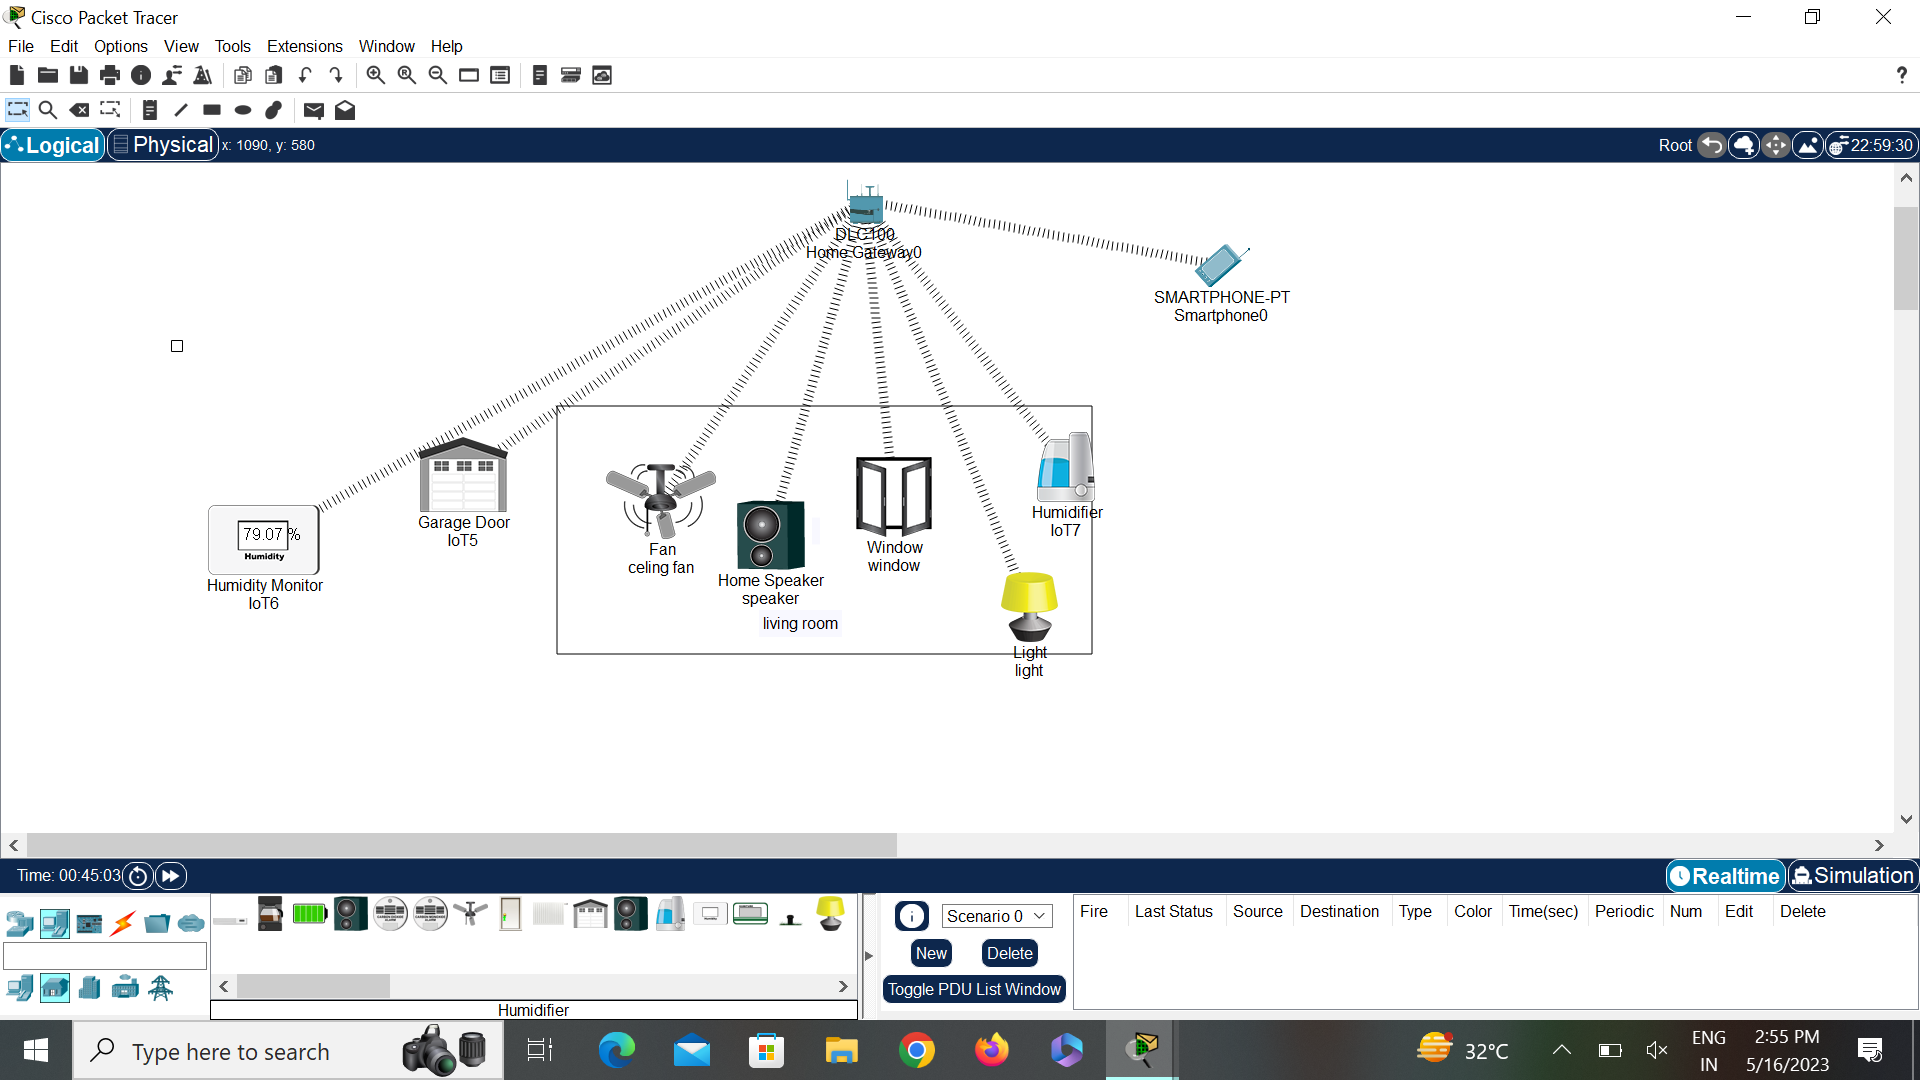 Cisco Packet Tracer
File Edit Options View Tools Extensions Window Help
?
Logical Physical x: 1090, y: 580 Root 22:59:30
DLC100
Home Gateway0
SMARTPHONE-PT
Smartphone0
79.07 %
Humidity
Humidity Monitor
IoT6
Garage Door
IoT5
Fan
celing fan
Home Speaker
speaker
living room
Window
window
Humidifier
IoT7
Light
light
Time: 00:45:03 Realtime Simulation
Scenario 0
New Delete
Toggle PDU List Window
Fire Last Status Source Destination Type Color Time(sec) Periodic Num Edit Delete
Humidifier
Type here to search
32°C
ENG
IN
2:55 PM
5/16/2023